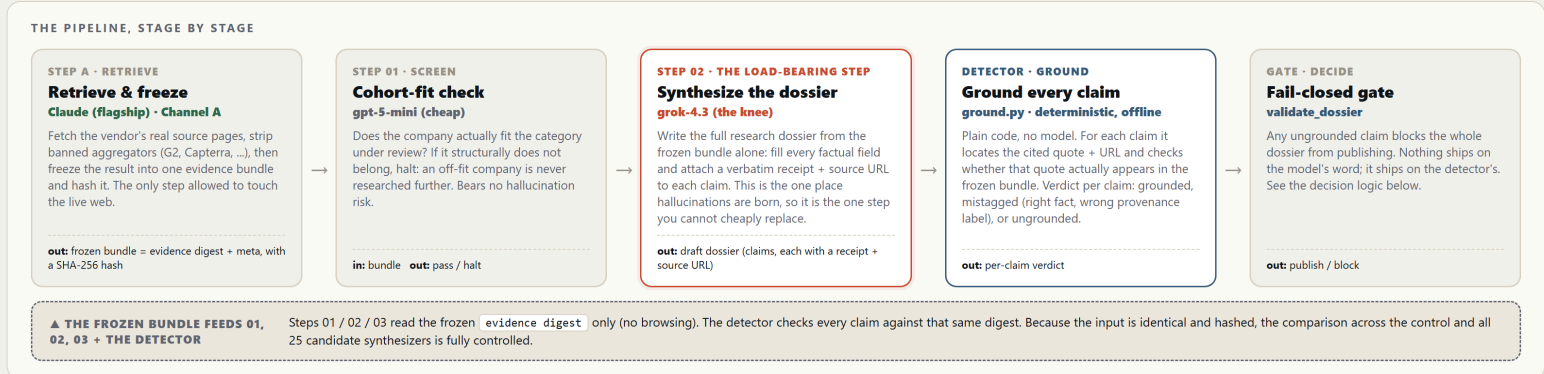 THE PIPELINE, STAGE BY STAGE
STEP A · RETRIEVE
Retrieve & freeze
Claude (flagship) · Channel A
Fetch the vendor's real source pages, strip
banned aggregators (G2, Capterra, ...), then
freeze the result into one evidence bundle
and hash it. The only step allowed to touch
the live web.
out: frozen bundle = evidence digest + meta, with
a SHA-256 hash
→
STEP 01 · SCREEN
Cohort-fit check
gpt-5-mini (cheap)
Does the company actually fit the category
under review? If it structurally does not
belong, halt: an off-fit company is never
researched further. Bears no hallucination
risk.
in: bundle out: pass / halt
→
STEP 02 · THE LOAD-BEARING STEP
Synthesize the dossier
grok-4.3 (the knee)
Write the full research dossier from the
frozen bundle alone: fill every factual field
and attach a verbatim receipt + source URL
to each claim. This is the one place
hallucinations are born, so it is the one step
you cannot cheaply replace.
out: draft dossier (claims, each with a receipt +
source URL)
→
DETECTOR · GROUND
Ground every claim
ground.py · deterministic, offline
Plain code, no model. For each claim it
locates the cited quote + URL and checks
whether that quote actually appears in the
frozen bundle. Verdict per claim: grounded,
mistagged (right fact, wrong provenance
label), or ungrounded.
out: per-claim verdict
→
GATE · DECIDE
Fail-closed gate
validate_dossier
Any ungrounded claim blocks the whole
dossier from publishing. Nothing ships on
the model's word; it ships on the detector's.
See the decision logic below.
out: publish / block
▲ THE FROZEN BUNDLE FEEDS 01,
02, 03 + THE DETECTOR
Steps 01 / 02 / 03 read the frozen evidence digest only (no browsing). The detector checks every claim against that same digest. Because the input is identical and hashed, the comparison across the control and all
25 candidate synthesizers is fully controlled.